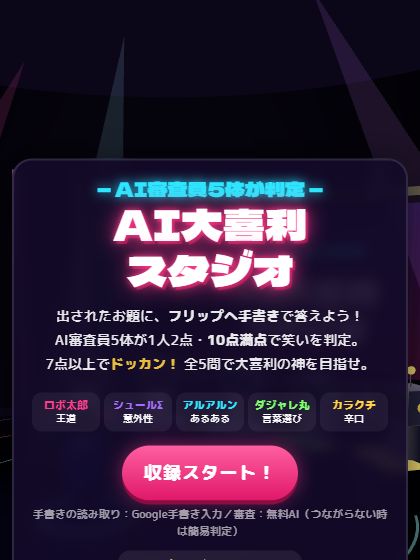 – AI審査員5体が判定 –
AI大喜利
スタジオ
出されたお題に、フリップへ手書きで答えよう！
AI審査員5体が1人2点・10点満点で笑いを判定。
7点以上でドッカン！ 全5問で大喜利の神を目指せ。
ロボ太郎 シュールΣ アルアルン ダジャレ丸 カラクチ
王道 意外性 あるある 言葉選び 辛口
収録スタート！
手書きの読み取り：Google手書き入力／審査：無料AI（つながらない時
は簡易判定）